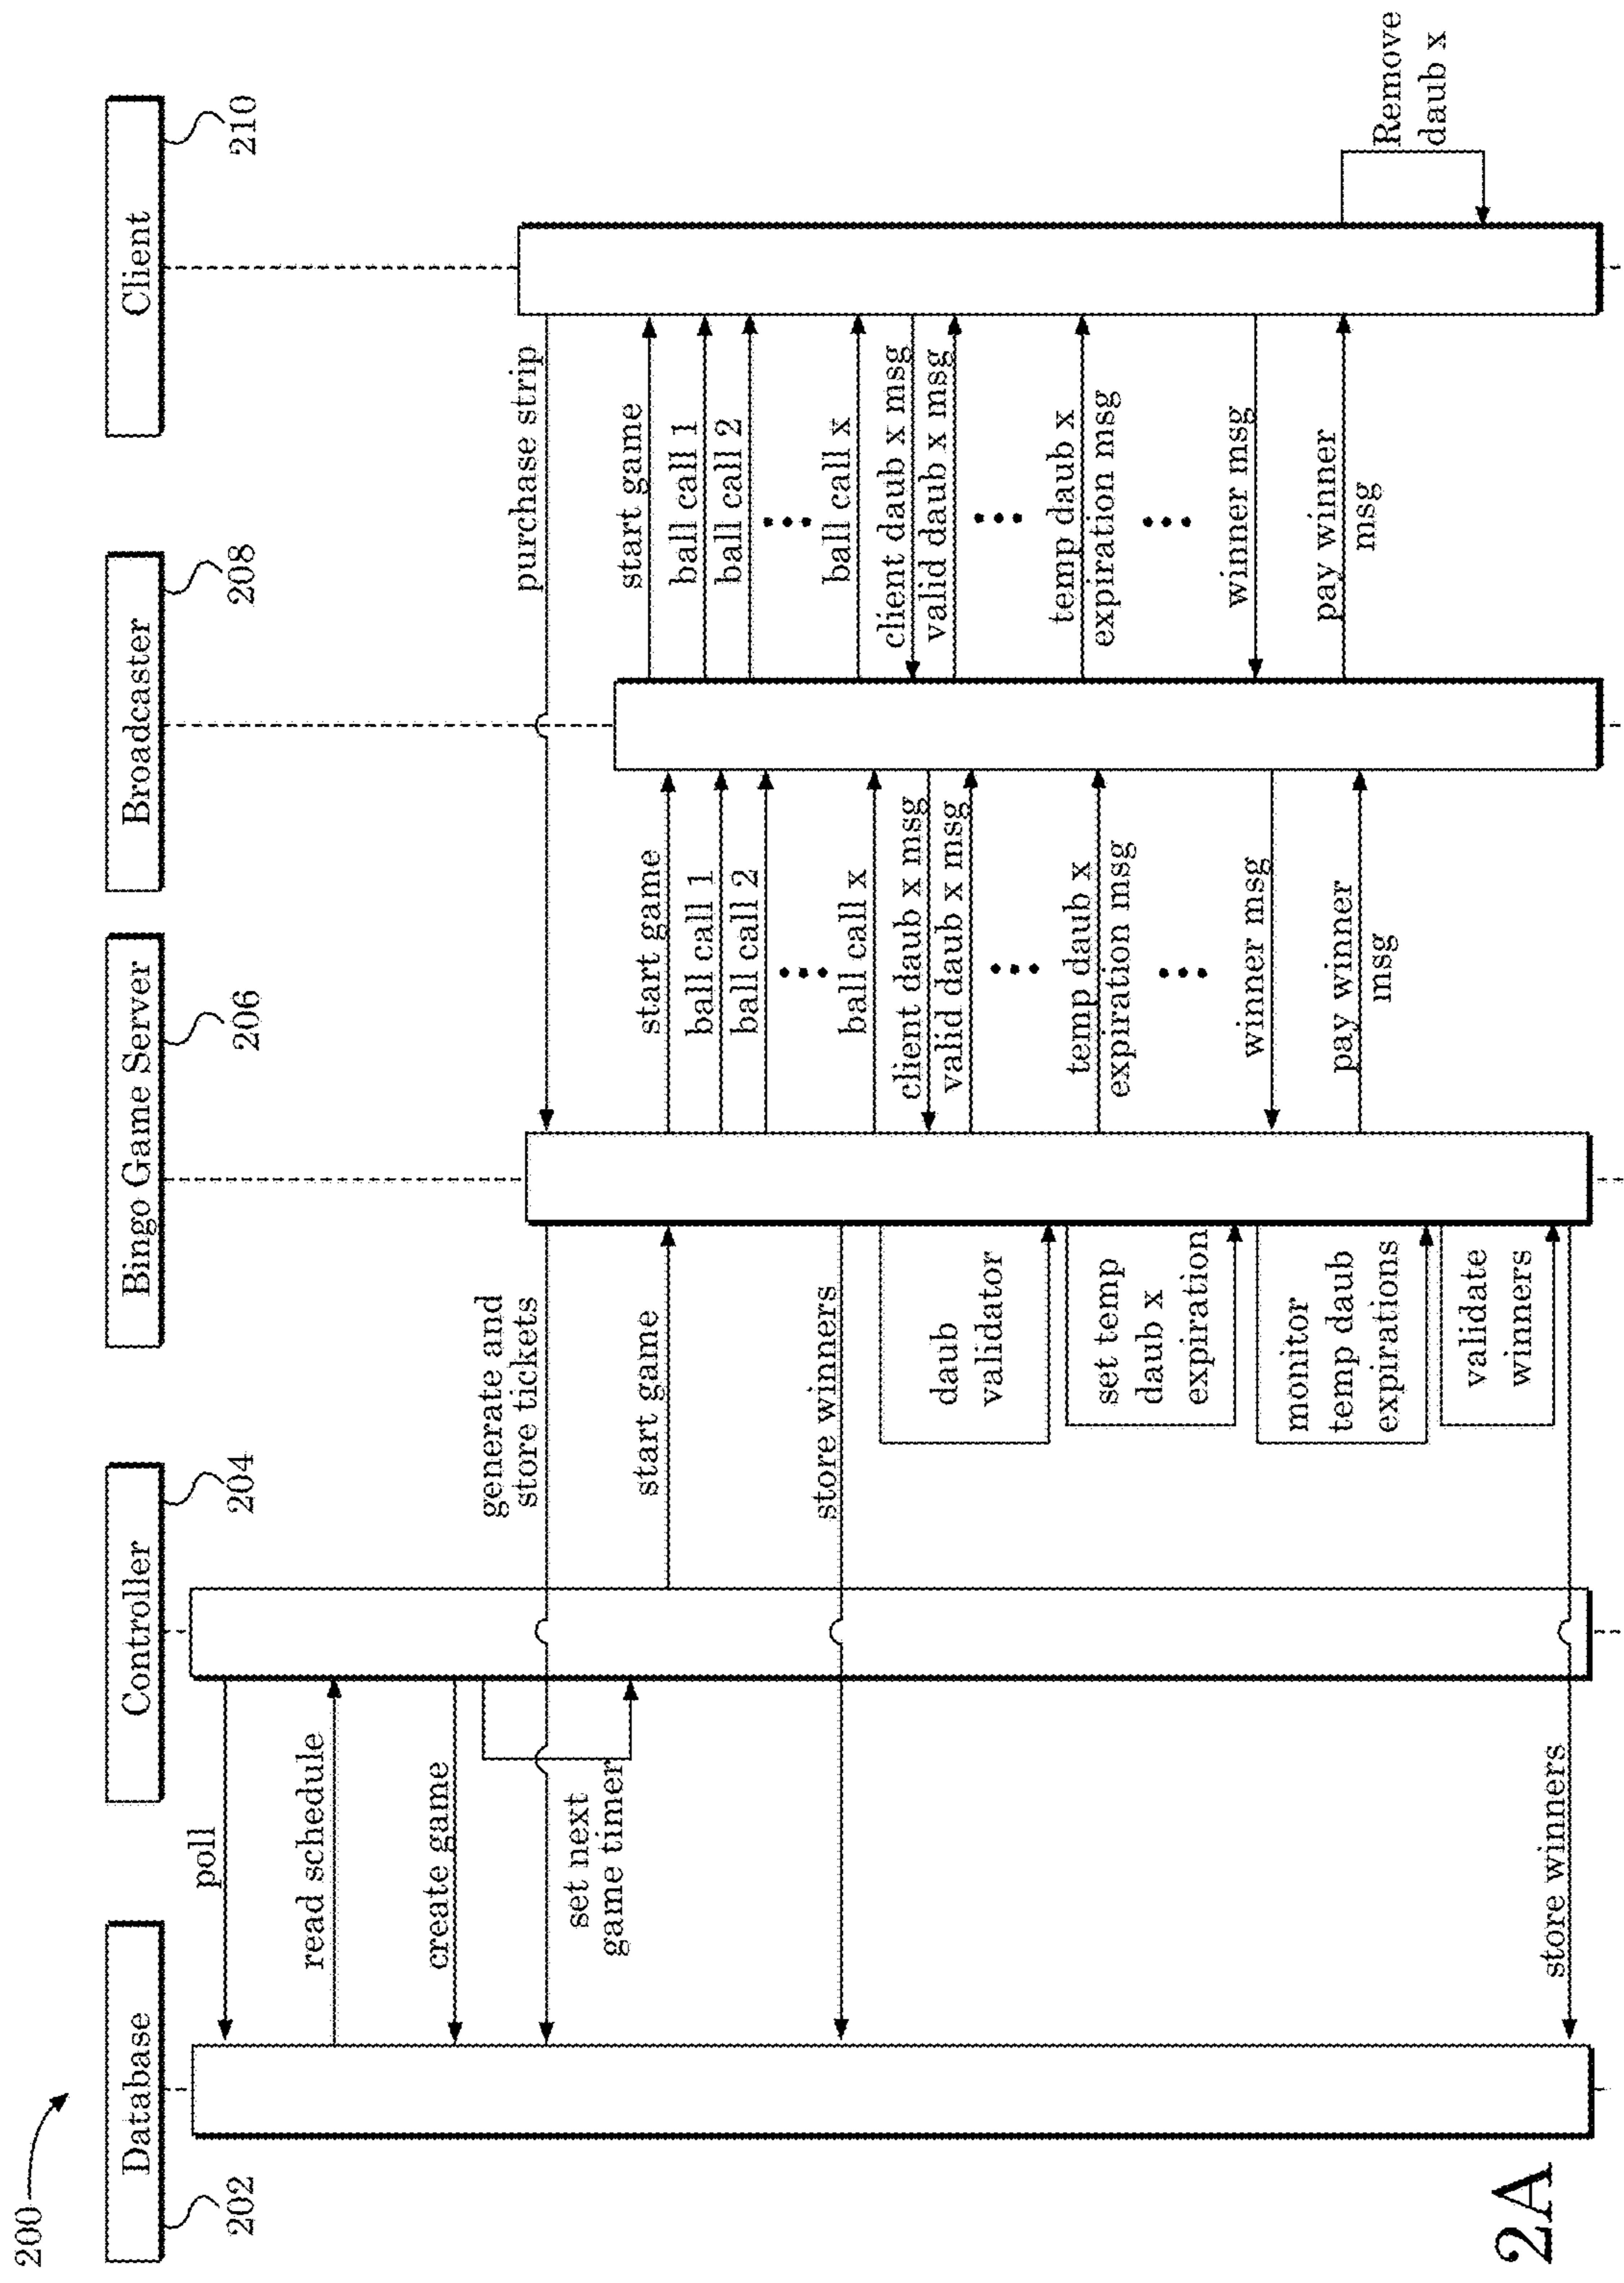 200
Database
202
Controller
204
Bingo Game Server
206
Broadcaster
208
Client
210
poll
read schedule
create game
set next
game timer
generate and
store tickets
purchase strip
start game
start game
start game
ball call 1
ball call 1
ball call 2
ball call 2
...
...
store winners
ball call x
ball call x
client daub x msg
client daub x msg
valid daub x msg
valid daub x msg
daub
validator
...
...
set temp
daub x
expiration
temp daub x
expiration msg
temp daub x
expiration msg
...
...
monitor
temp daub
expirations
winner msg
winner msg
pay winner
msg
pay winner
msg
Remove
daub x
validate
winners
store winners
2A